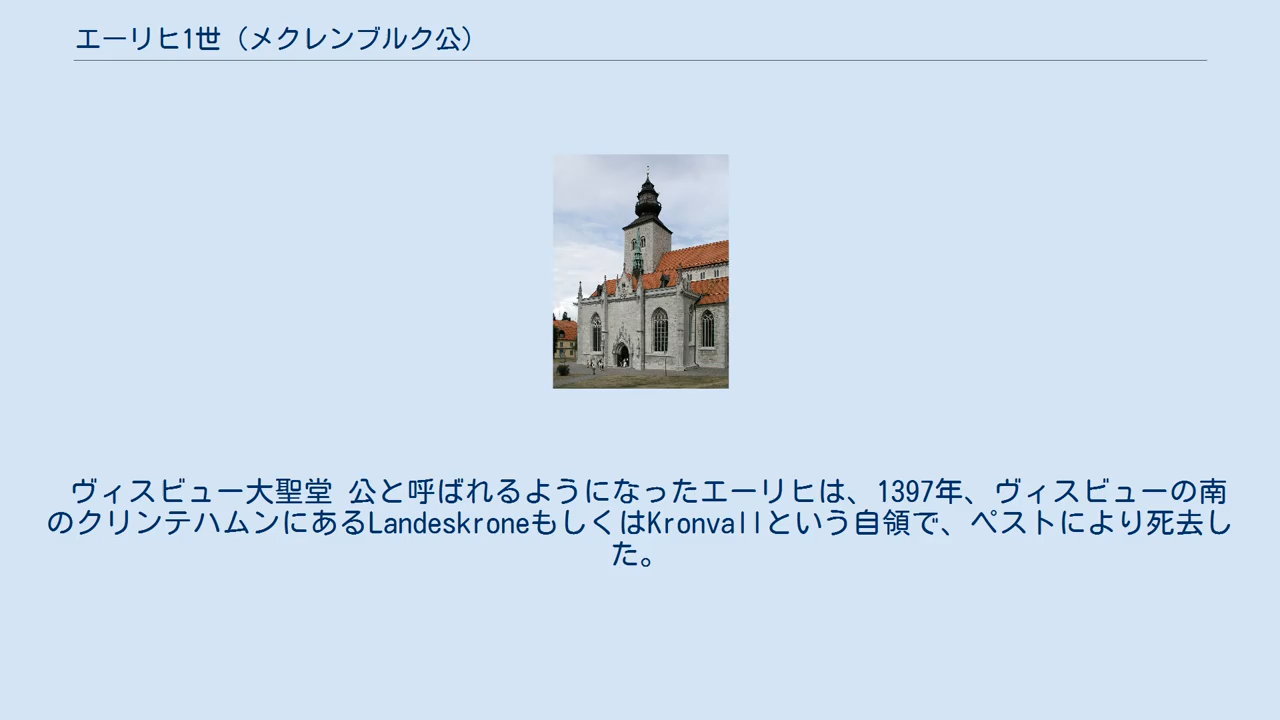 エーリヒ1世（メクレンブルク公）
ヴィスビュー大聖堂 公と呼ばれるようになったエーリヒは、1397年、ヴィスビューの南
のクリンテハムンにあるLandeskroneもしくはKronvallという自領で、ペストにより死去し
た。